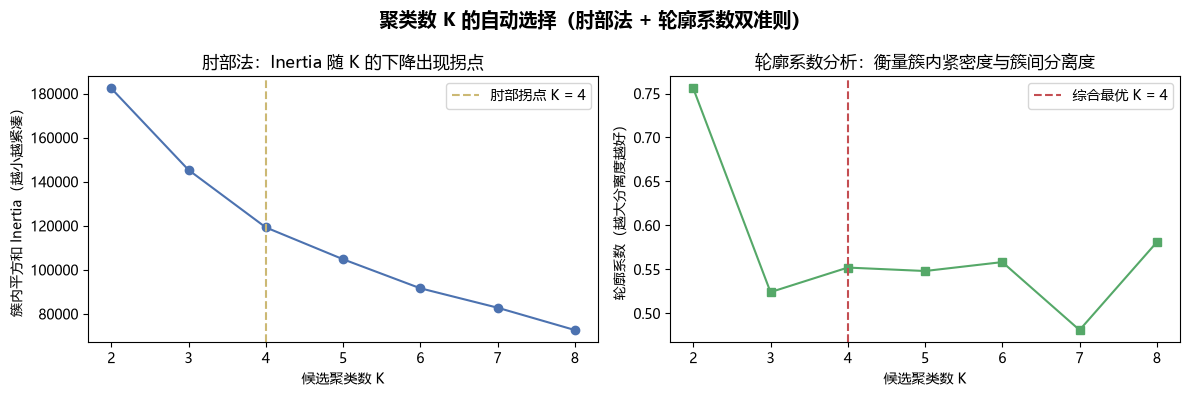 聚类数 K 的自动选择（肘部法 + 轮廓系数双准则）
肘部法：Inertia 随 K 的下降出现拐点
簇内平方和 Inertia（越小越紧凑）
180000
160000
140000
120000
100000
80000
2 3 4 5 6 7 8
候选聚类数 K
肘部拐点 K = 4
轮廓系数分析：衡量簇内紧密度与簇间分离度
轮廓系数（越大分离度越好）
0.75
0.70
0.65
0.60
0.55
0.50
2 3 4 5 6 7 8
候选聚类数 K
综合最优 K = 4